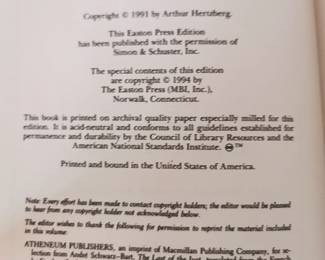 Copyright © 1991 by Arthur Hertzberg.
This Easton Press Edition
has been published with the permission of
Simon & Schuster, Inc.
The special contents of this edition
are copyright © 1994 by
The Easton Press (MBI, Inc.),
Norwalk, Connecticut.
This book is printed on archival quality paper especially milled for this
edition. It is acid-neutral and conforms to all guidelines established for
permanence and durability by the Council of Library Resources and the
American National Standards Institute. ∞™
Printed and bound in the United States of America.
Note: Every effort has been made to contact copyright holders; the editor would be pleased
to hear from any copyright holder not acknowledged below.
The editor wishes to thank the following for permission to reprint the material included
in this volume:
ATHENEUM PUBLISHERS, an imprint of Macmillan Publishing Company, for se-
lection from André Schwarz-Bart, The Last of the Just, translated from the French